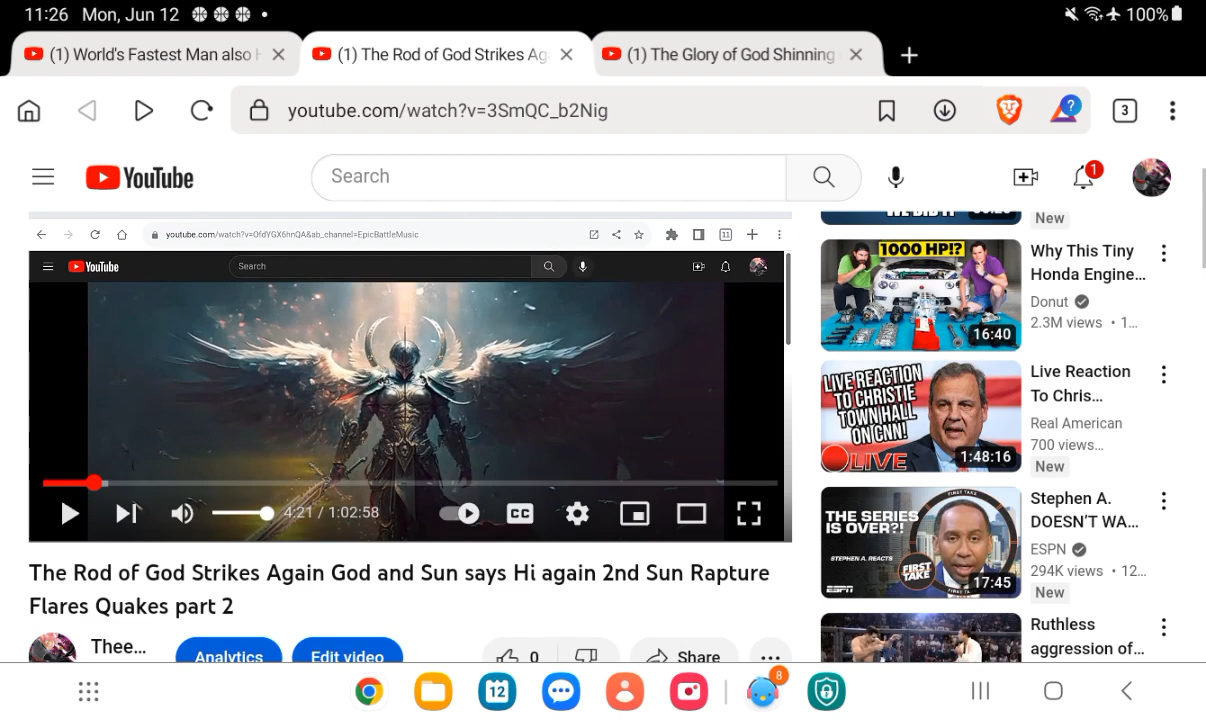 11:26 Mon, Jun 12
100%
(1) World's Fastest Man also
(1) The Rod of God Strikes Ag
(1) The Glory of God Shinning
youtube.com/watch?v=3SmQC_b2Nig
?
3
YouTube
Search
1
youtube.com/watch?v=OfdYGX6hnQA&ab_channel=EpicBattleMusic
11
YouTube
Search
4:21 / 1:02:58
CC
The Rod of God Strikes Again God and Sun says Hi again 2nd Sun Rapture
Flares Quakes part 2
Thee...
Analytics
Edit video
0
Share
New
1000 HP!?
16:40
Why This Tiny
Honda Engine...
Donut
2.3M views • 1...
LIVE REACTION
TO CHRISTIE
TOWN HALL
ON CNN!
LIVE
1:48:16
Live Reaction
To Chris...
Real American
700 views...
New
FIRST TAKE
THE SERIES
IS OVER?!
STEPHEN A. REACTS
FIRST
TAKE
ESPN
17:45
Stephen A.
DOESN'T WA...
ESPN
294K views • 12...
New
Ruthless
aggression of...
12
8